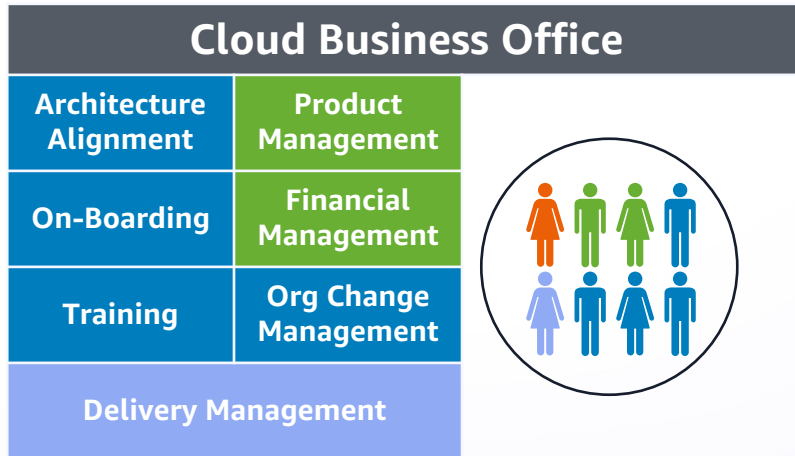 Cloud Business Office
Architecture
Alignment
Product
Management
On-Boarding
Financial
Management
Training
Org Change
Management
Delivery Management